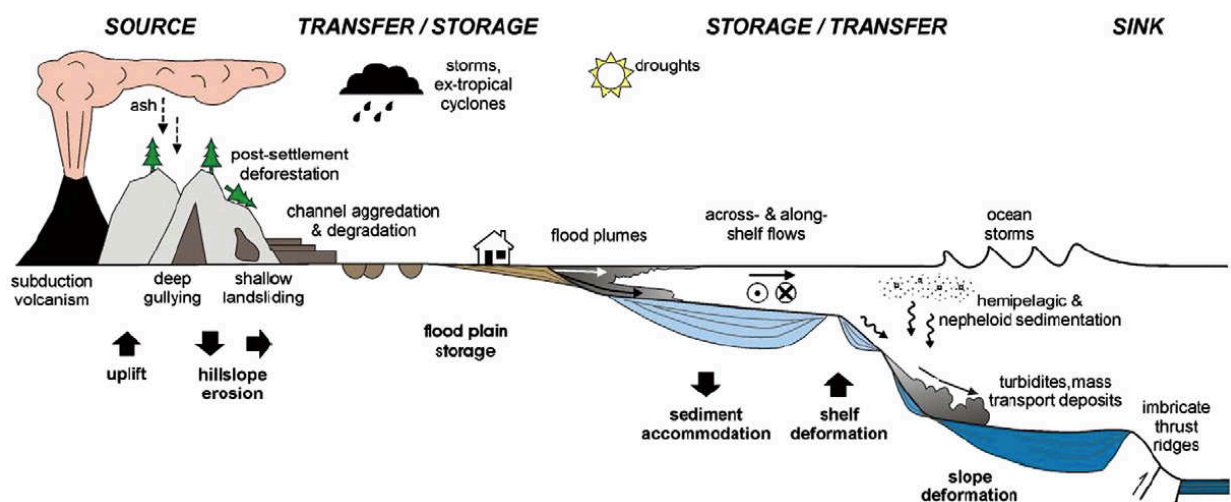 SOURCE
TRANSFER / STORAGE
STORAGE / TRANSFER
SINK
storms,
ex-tropical
cyclones
droughts
ash
post-settlement
deforestation
channel aggredation
& degradation
flood plumes
across- & along-
shelf flows
ocean
storms
subduction
volcanism
deep
gullying
shallow
landsliding
hemipelagic &
nepheloid sedimentation
flood plain
storage
uplift
hillslope
erosion
sediment
accommodation
shelf
deformation
turbidites, mass
transport deposits
imbricate
thrust
ridges
slope
deformation